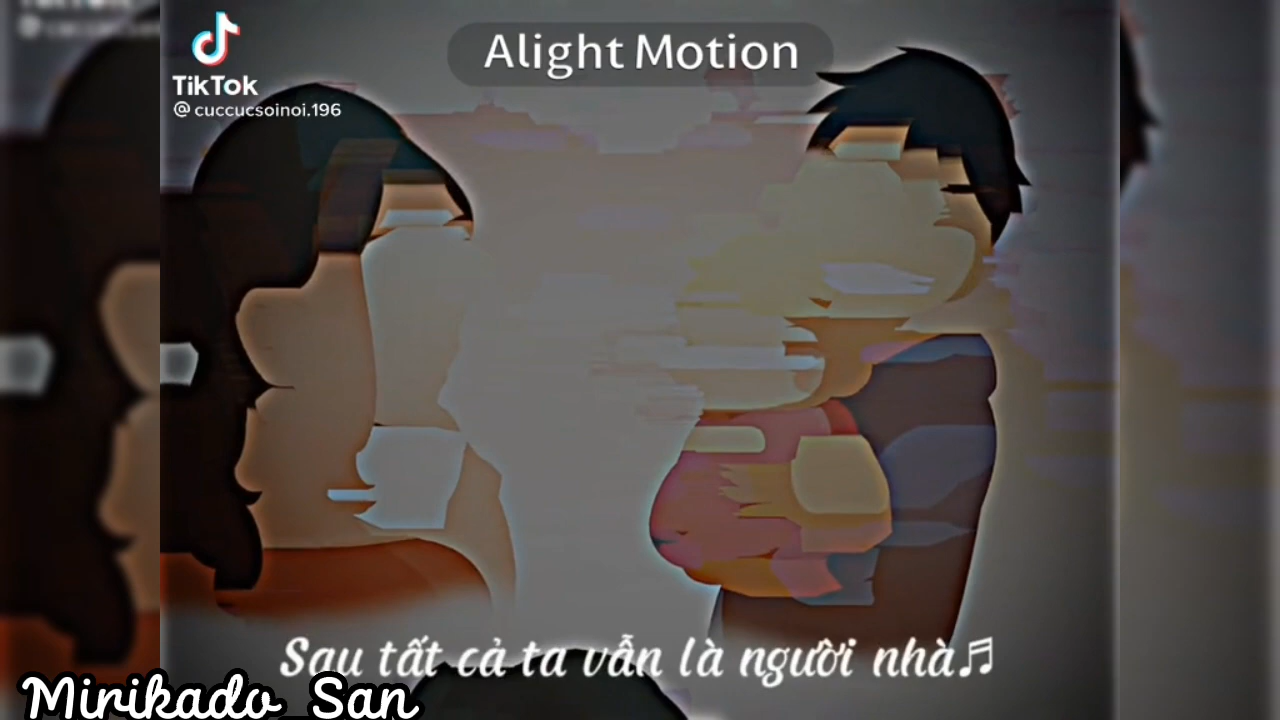 TikTok
@cuccucsoinoi.196
Alight Motion
Sau tất cả ta vẫn là người nhà♬
Mirikado_San